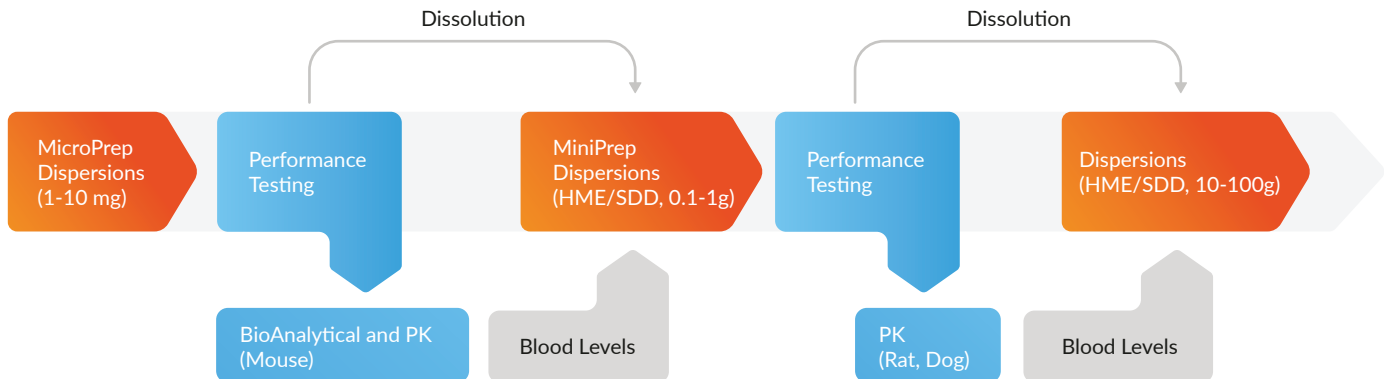 Dissolution
Dissolution
MicroPrep
Dispersions
(1-10 mg)
Performance
Testing
MiniPrep
Dispersions
(HME/SDD, 0.1-1g)
Performance
Testing
Dispersions
(HME/SDD, 10-100g)
BioAnalytical and PK
(Mouse)
Blood Levels
PK
(Rat, Dog)
Blood Levels